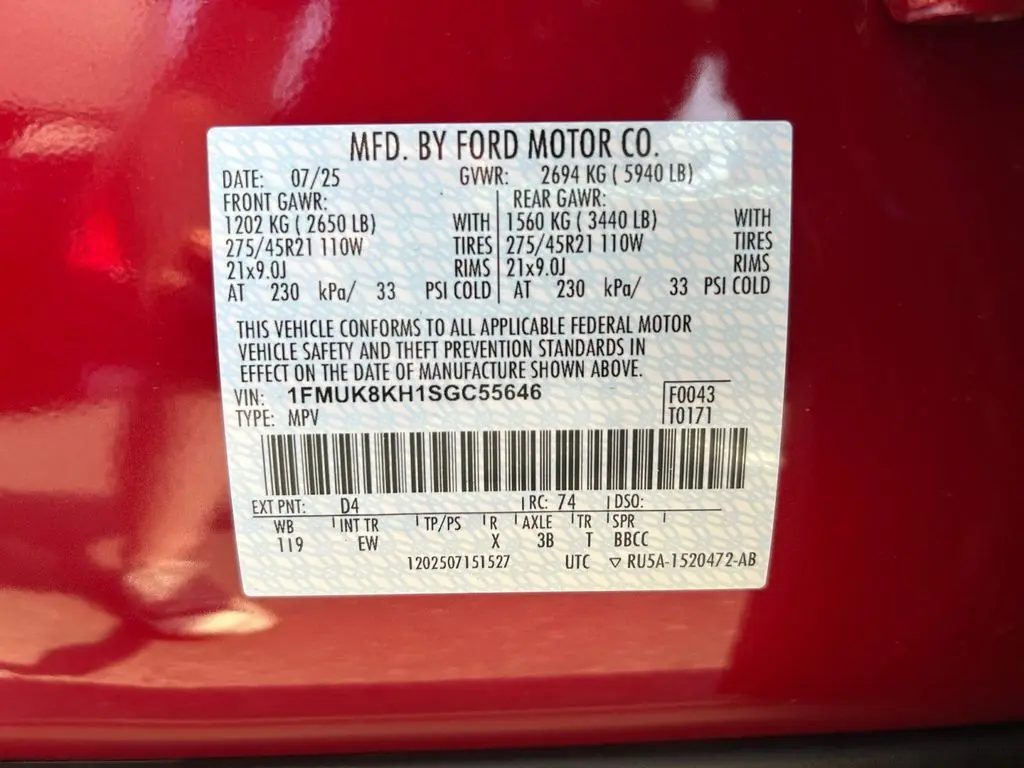 MFD. BY FORD MOTOR CO.
DATE: 07/25 GVWR: 2694 KG ( 5940 LB)
FRONT GAWR: REAR GAWR:
1202 KG ( 2650 LB) WITH 1560 KG ( 3440 LB) WITH
275/45R21 110W TIRES 275/45R21 110W TIRES
21x9.0J RIMS 21x9.0J RIMS
AT 230 kPa/ 33 PSI COLD AT 230 kPa/ 33 PSI COLD
THIS VEHICLE CONFORMS TO ALL APPLICABLE FEDERAL MOTOR
VEHICLE SAFETY AND THEFT PREVENTION STANDARDS IN
EFFECT ON THE DATE OF MANUFACTURE SHOWN ABOVE.
VIN: 1FMUK8KH1SGC55646 F0043
TYPE: MPV T0171
EXT PNT: D4 RC: 74 DSO:
WB INT TR TP/PS R AXLE TR SPR
119 EW X 3B T BBCC
1202507151527 UTC ▽ RU5A-1520472-AB